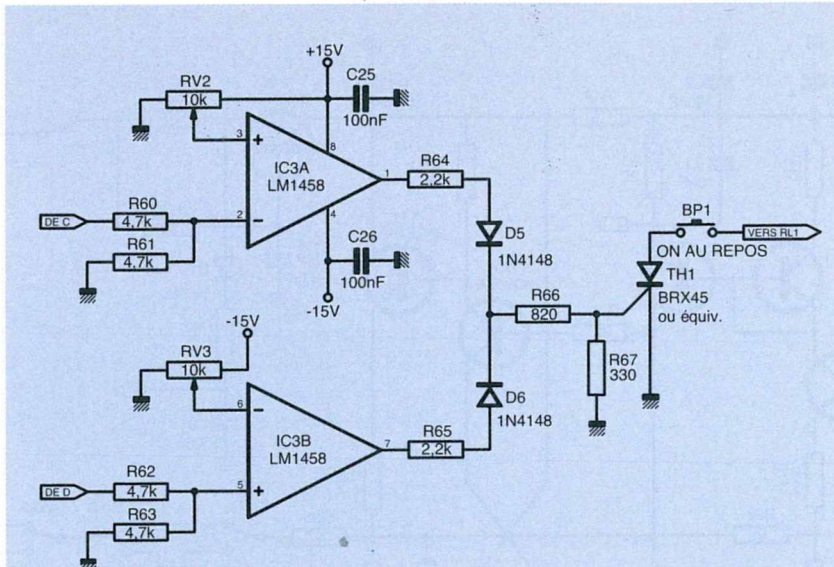 +15V
C25
100nF
RV2
10k
3
8
IC3A
LM1458
1
R64
2,2k
DE C
R60
4,7k
2
R61
4,7k
4
C26
100nF
-15V
D5
1N4148
BP1
VERS RL1
ON AU REPOS
TH1
BRX45
ou équiv.
R66
820
R67
330
-15V
RV3
10k
6
IC3B
LM1458
7
R65
2,2k
D6
1N4148
DE D
R62
4,7k
5
R63
4,7k